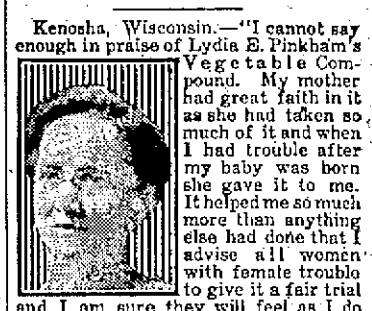 Kenosha, Wisconsin.—"I cannot say
enough in praise of Lydia E. Pinkham's
Vegetable Com-
pound. My mother
had great faith in it
as she had taken so
much of it and when
I had trouble after
my baby was born
she gave it to me.
It helped me so much
more than anything
else had done that I
advise all women
with female trouble
to give it a fair trial
and I am sure they will feel as I do